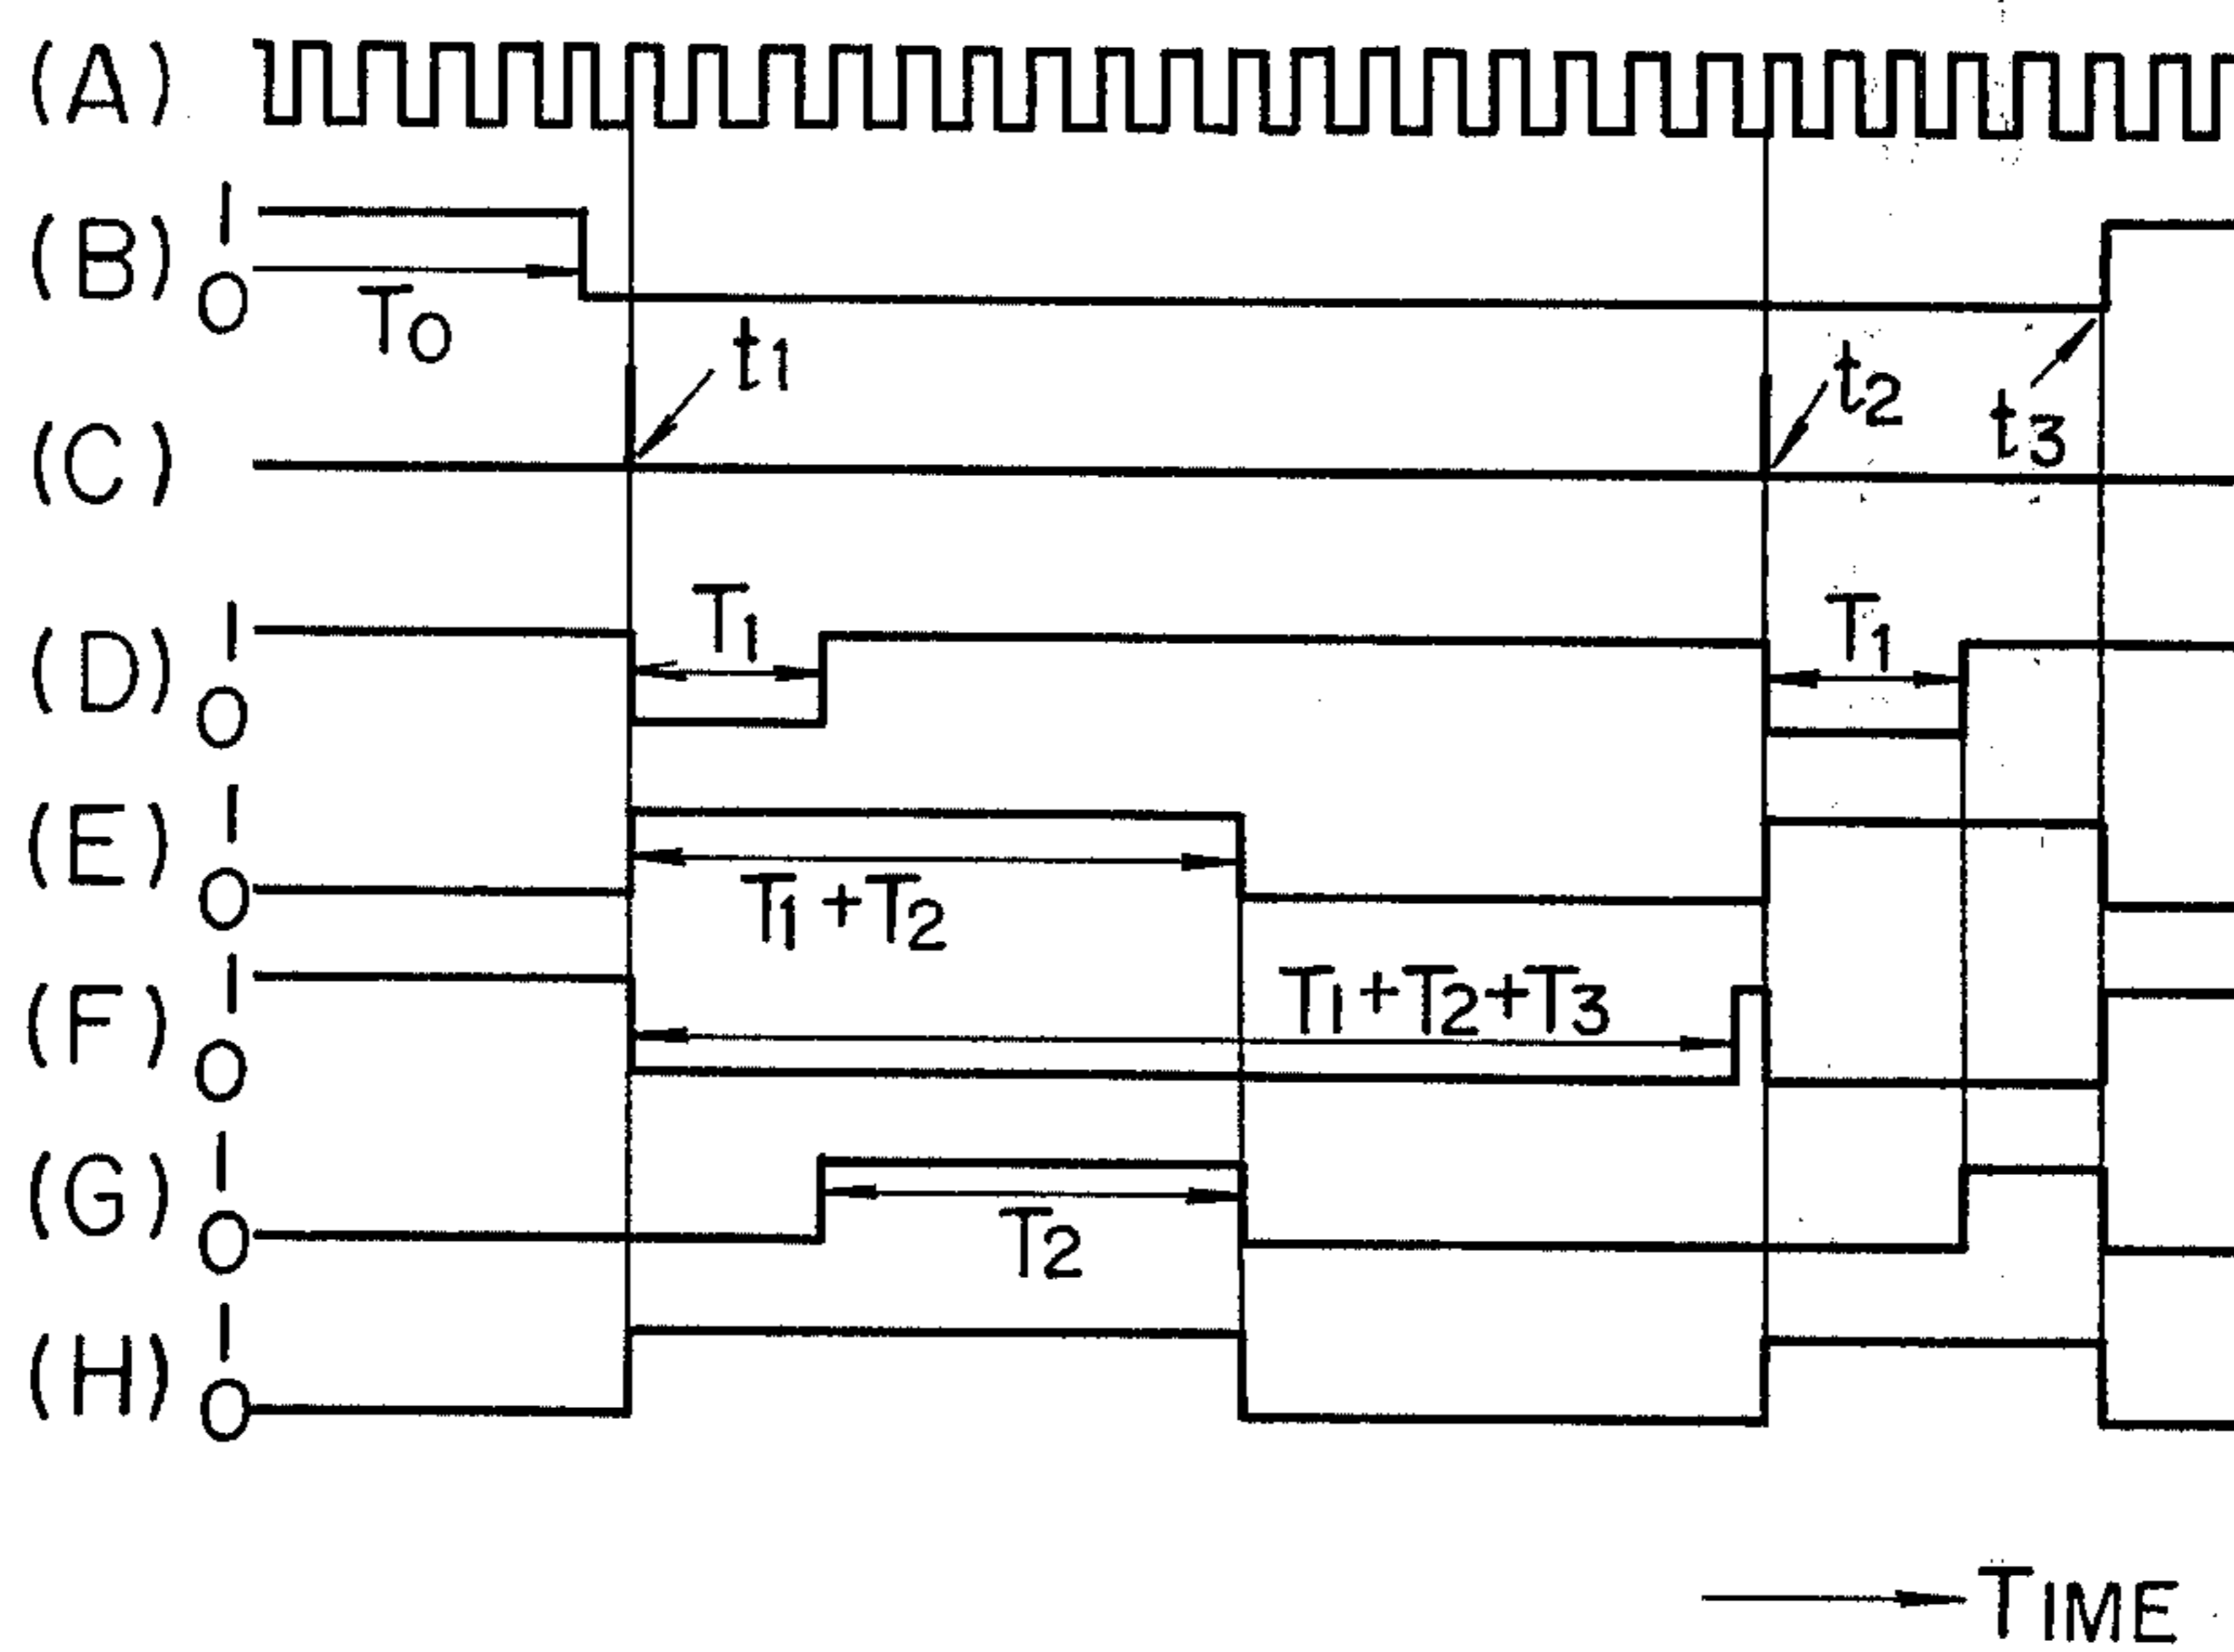 (A)
(B) 1
0
T0
t1
t2
t3
(C)
(D) 1
0
T1
T1
(E) 1
0
T1+T2
(F) 1
0
T1+T2+T3
(G) 1
0
T2
(H) 1
0
TIME